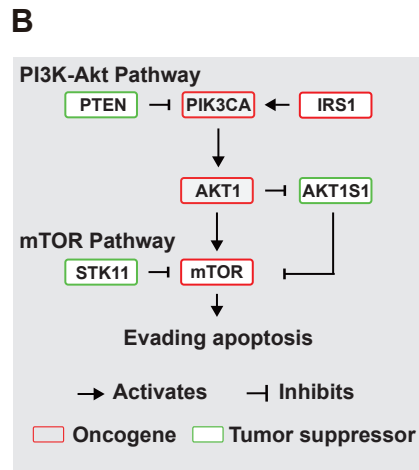 B
PI3K-Akt Pathway
PTEN PIK3CA IRS1
AKT1 AKT1S1
mTOR Pathway
STK11 mTOR
Evading apoptosis
Activates Inhibits
Oncogene Tumor suppressor